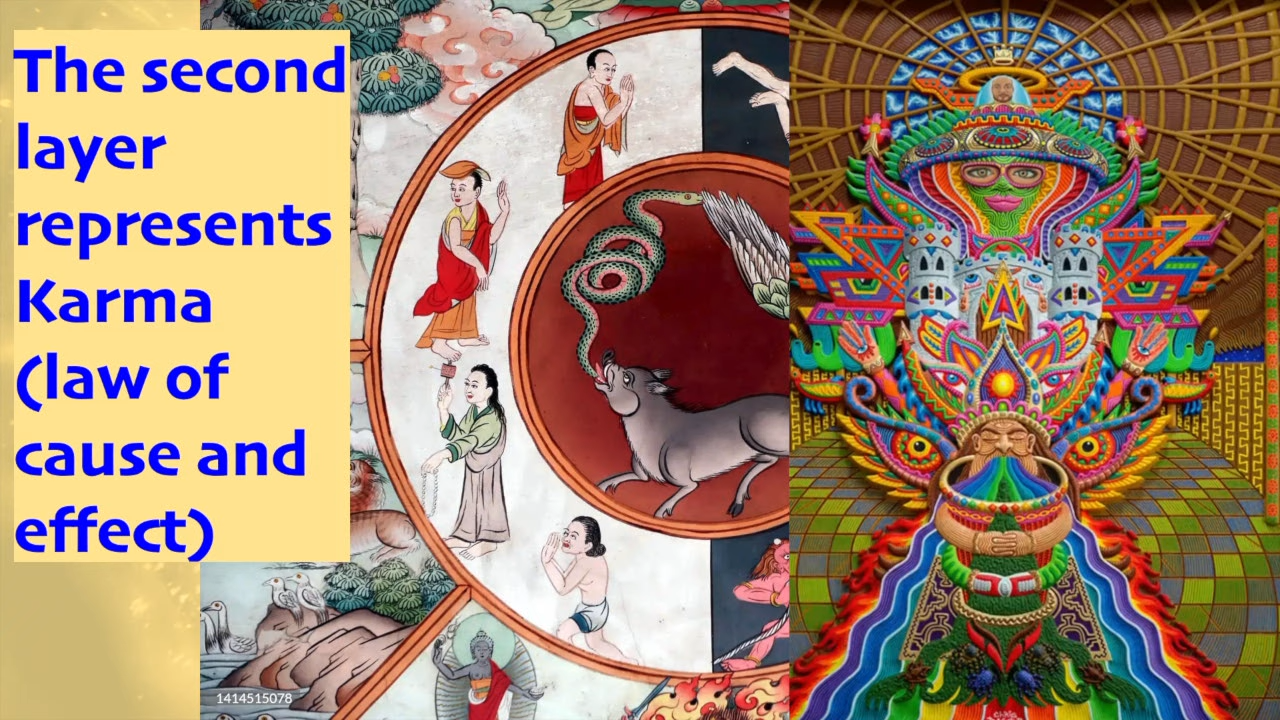 The second
layer
represents
Karma
(law of
cause and
effect)
1414515078